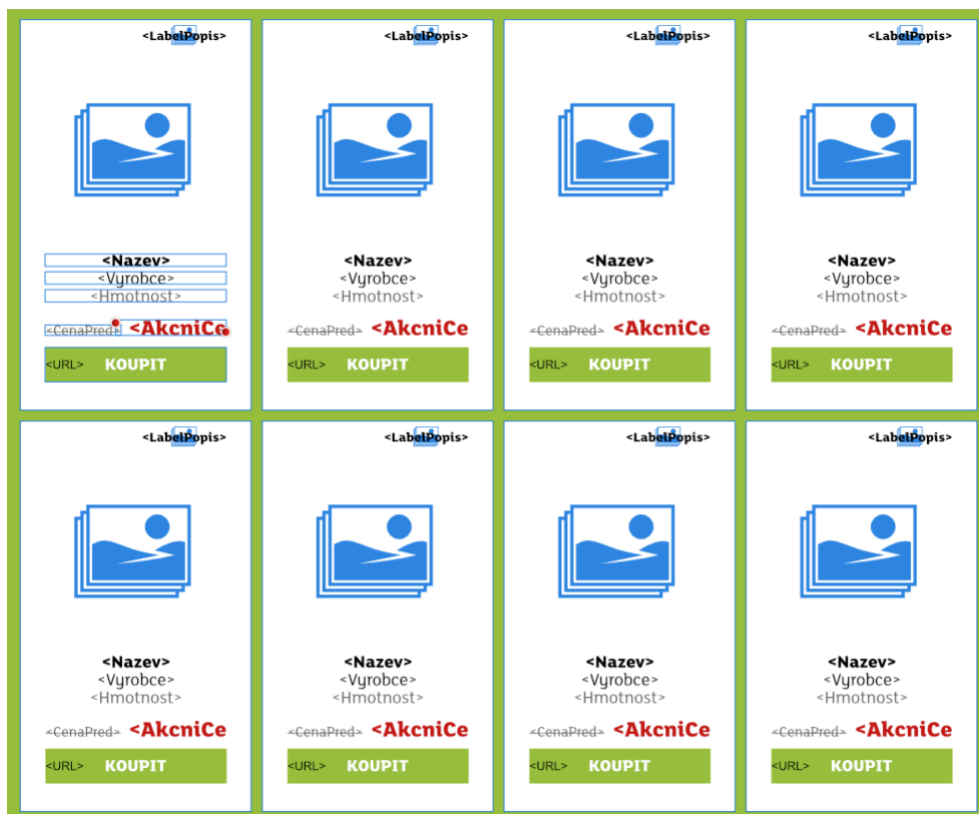 <LabelPopis> <LabelPopis> <LabelPopis> <LabelPopis>
<Nazev> <Nazev> <Nazev> <Nazev>
<Vyrobce> <Vyrobce> <Vyrobce> <Vyrobce>
<Hmotnost> <Hmotnost> <Hmotnost> <Hmotnost>
<CenaPred> <AkcniCe <CenaPred> <AkcniCe <CenaPred> <AkcniCe <CenaPred> <AkcniCe
<URL> KOUPIT <URL> KOUPIT <URL> KOUPIT <URL> KOUPIT
<LabelPopis> <LabelPopis> <LabelPopis> <LabelPopis>
<Nazev> <Nazev> <Nazev> <Nazev>
<Vyrobce> <Vyrobce> <Vyrobce> <Vyrobce>
<Hmotnost> <Hmotnost> <Hmotnost> <Hmotnost>
<CenaPred> <AkcniCe <CenaPred> <AkcniCe <CenaPred> <AkcniCe <CenaPred> <AkcniCe
<URL> KOUPIT <URL> KOUPIT <URL> KOUPIT <URL> KOUPIT